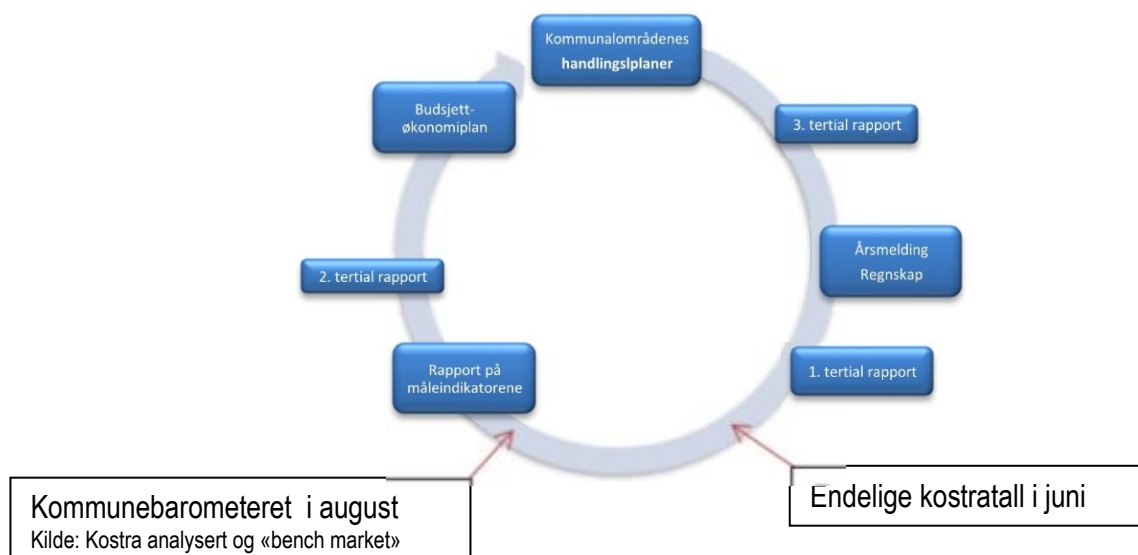 Kommunalområdenes
handlingslplaner
Budsjett-
økonomiplan
3. tertial rapport
Årsmelding
Regnskap
2. tertial rapport
Rapport på
måleindikatorene
1. tertial rapport
Kommunebarometeret i august
Kilde: Kostra analysert og «bench market»
Endelige kostratall i juni